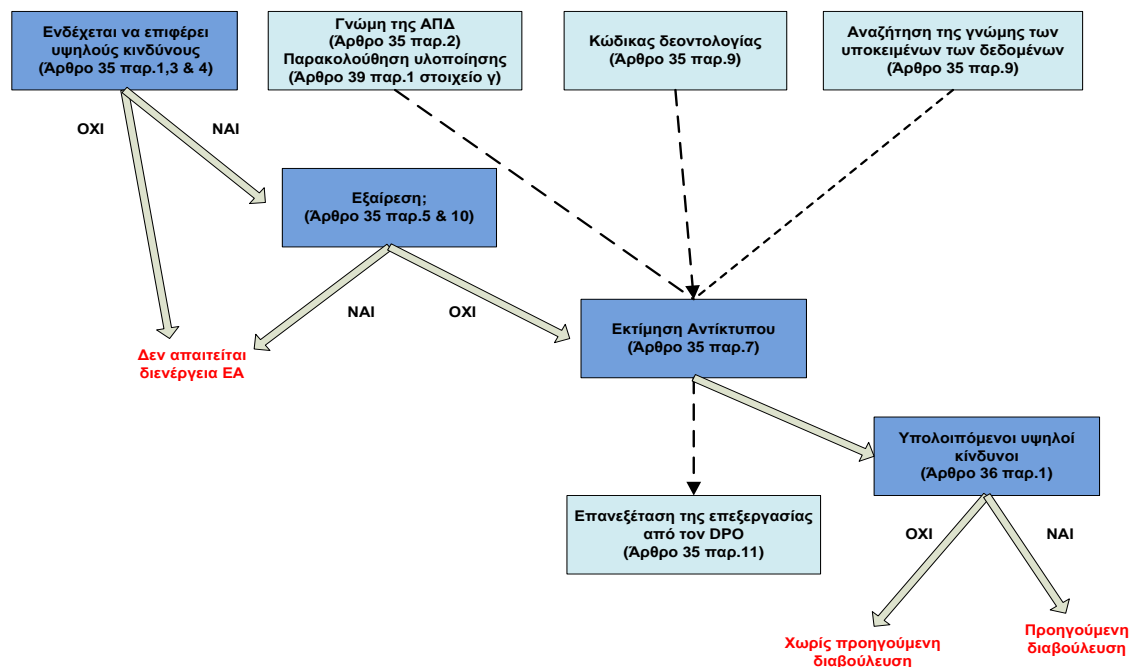 Ενδέχεται να επιφέρει
υψηλούς κινδύνους
(Άρθρο 35 παρ.1,3 & 4)
Γνώμη της ΑΠΔ
(Άρθρο 35 παρ.2)
Παρακολούθηση υλοποίησης
(Άρθρο 39 παρ.1 στοιχείο γ)
Κώδικας δεοντολογίας
(Άρθρο 35 παρ.9)
Αναζήτηση της γνώμης των
υποκειμένων των δεδομένων
(Άρθρο 35 παρ.9)
ΟΧΙ
ΝΑΙ
Εξαίρεση;
(Άρθρο 35 παρ.5 & 10)
ΝΑΙ
ΟΧΙ
Δεν απαιτείται
διενέργεια ΕΑ
Εκτίμηση Αντίκτυπου
(Άρθρο 35 παρ.7)
Υπολοιπόμενοι υψηλοί
κίνδυνοι
(Άρθρο 36 παρ.1)
Επανεξέταση της επεξεργασίας
από τον DPO
(Άρθρο 35 παρ.11)
ΟΧΙ
ΝΑΙ
Χωρίς προηγούμενη
διαβούλευση
Προηγούμενη
διαβούλευση